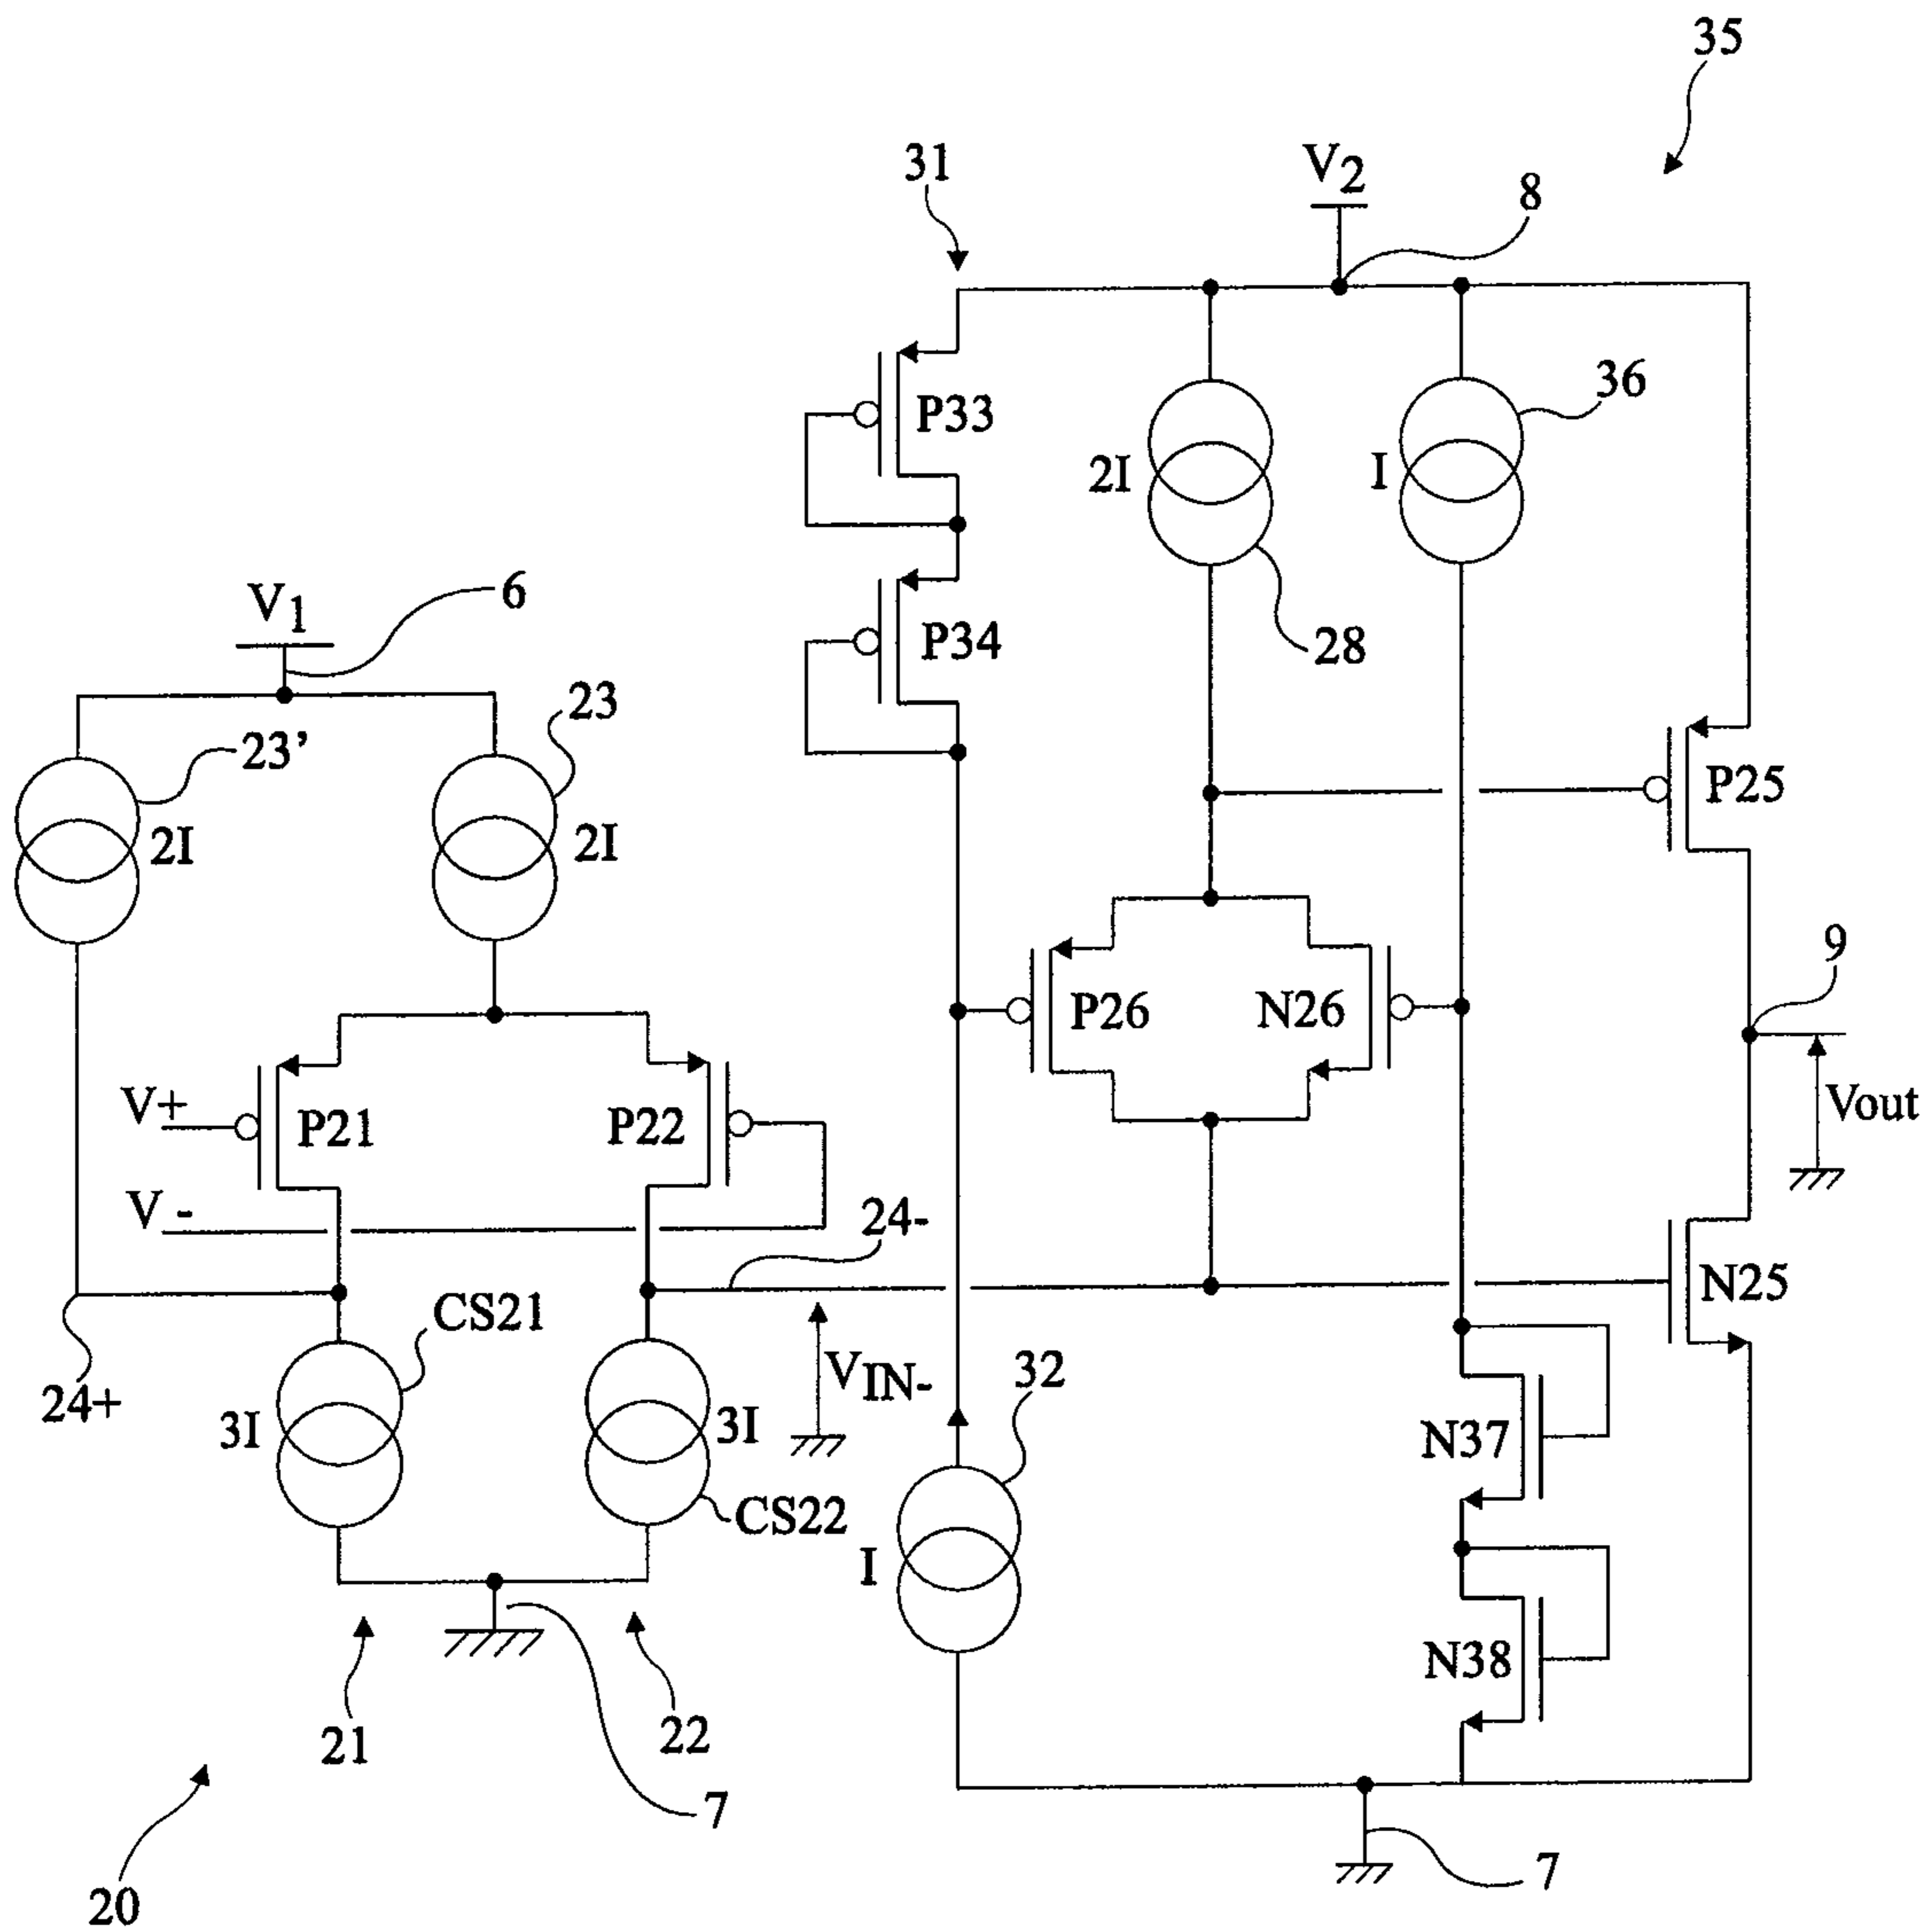 35
31
V2
8
P33
36
2I
I
V1
6
P34
28
23
23’
2I
2I
P25
9
P26
N26
V+
P21
P22
Vout
V -
24-
N25
CS21
24+
VIN-
32
3I
3I
N37
CS22
I
N38
21
22
7
7
20